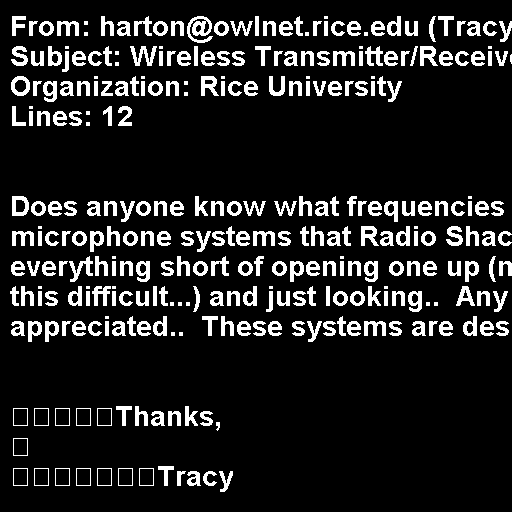 From: harton@owlnet.rice.edu (Tracy
Subject: Wireless Transmitter/Receiv
Organization: Rice University
Lines: 12
Does anyone know what frequencies
microphone systems that Radio Shac
everything short of opening one up (
this difficult...) and just looking..  Any
appreciated..  These systems are des
Thanks,
Tracy